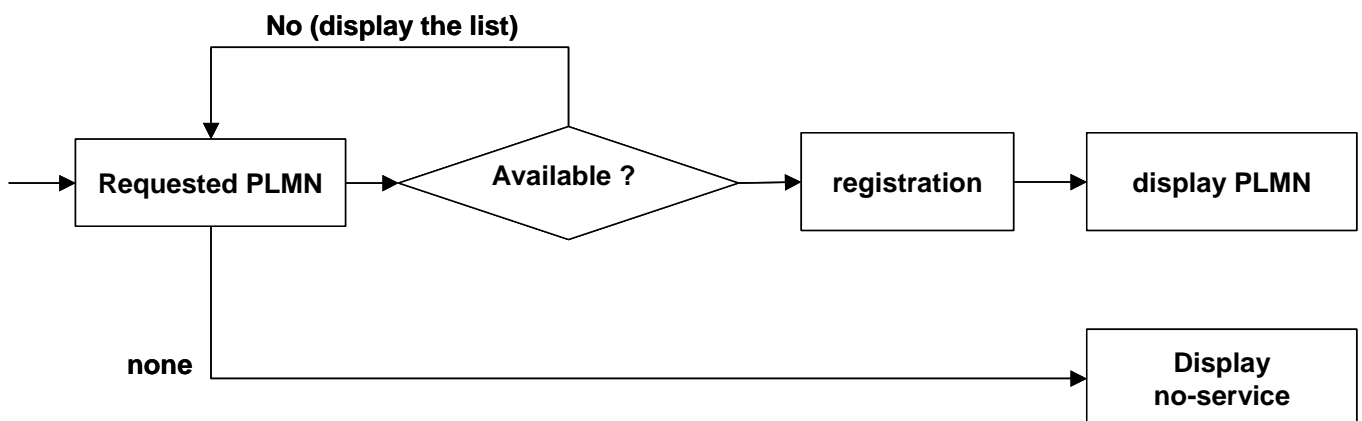 No (display the list)
Requested PLMN
Available ?
registration
display PLMN
none
Display
no-service